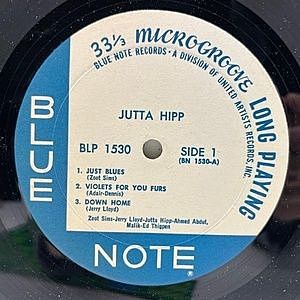 33 1/3 MICROGROOVE LONG PLAYING
BLUE NOTE RECORDS • A DIVISION OF UNITED ARTISTS RECORDS, INC.
JUTTA HIPP
BLP 1530 SIDE 1
(BN 1530-A)
1. JUST BLUES
(Zoot Sims)
2. VIOLETS FOR YOU FURS
(Adair-Dennis)
3. DOWN HOME
(Jerry Lloyd)
Zoot Sims-Jerry Lloyd-Jutta Hipp-Ahmed Abdul,
Malik-Ed Thigpen
BLUE
NOTE
®